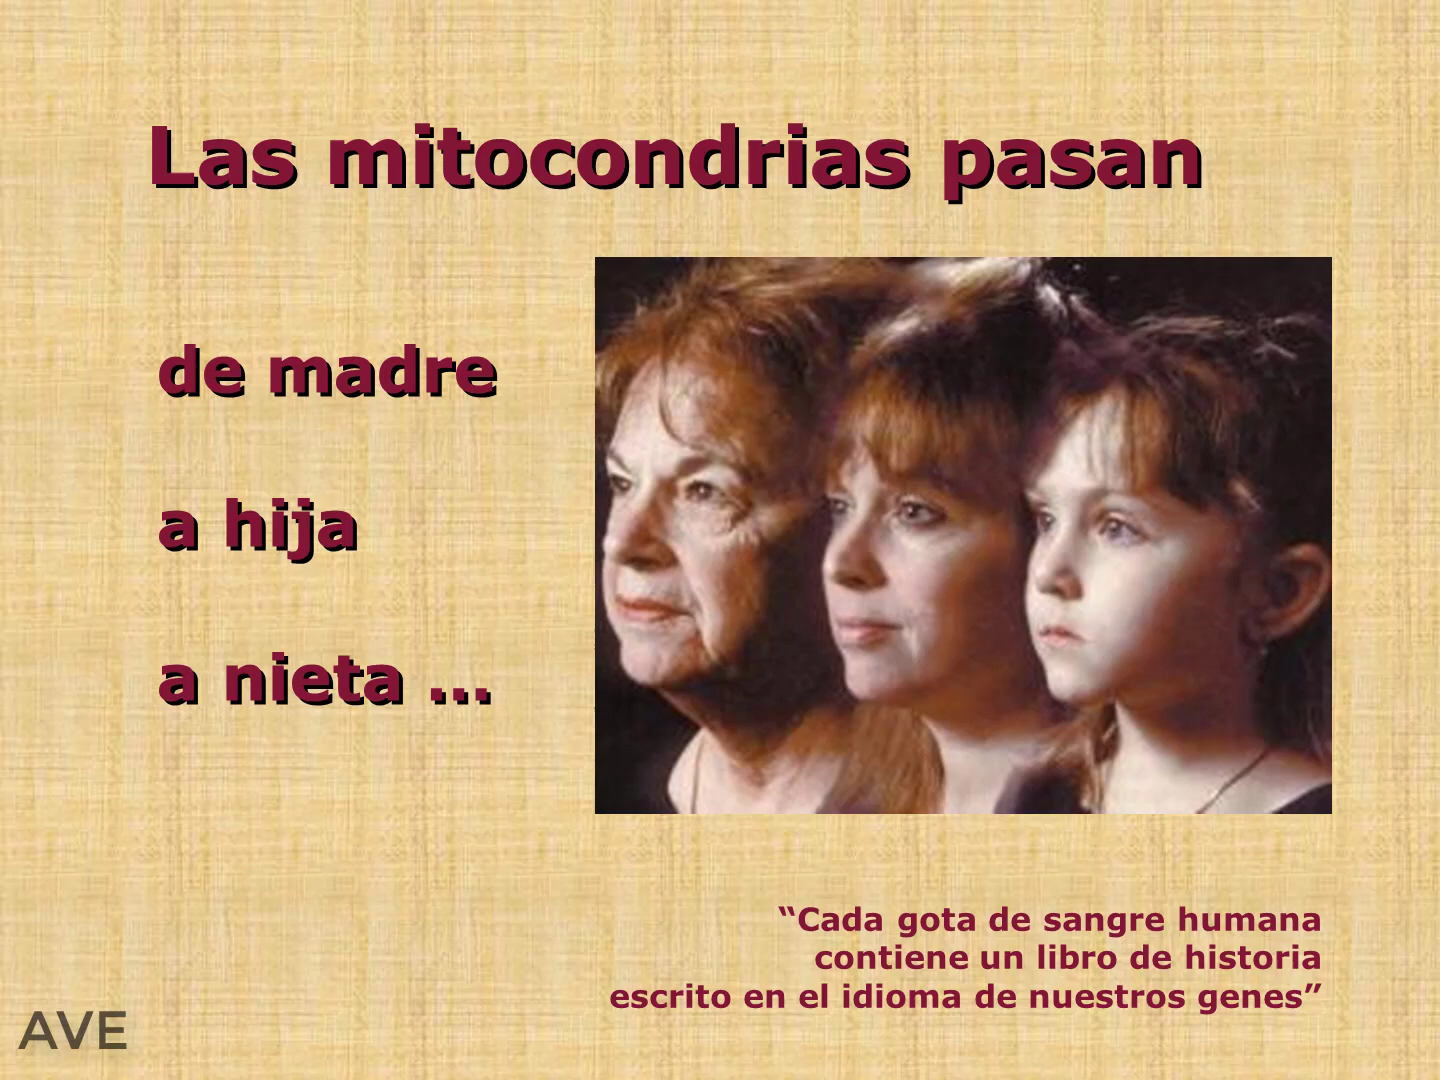 Las mitocondrias pasan
de madre
a hija
a nieta ...
“Cada gota de sangre humana
contiene un libro de historia
escrito en el idioma de nuestros genes”
AVE